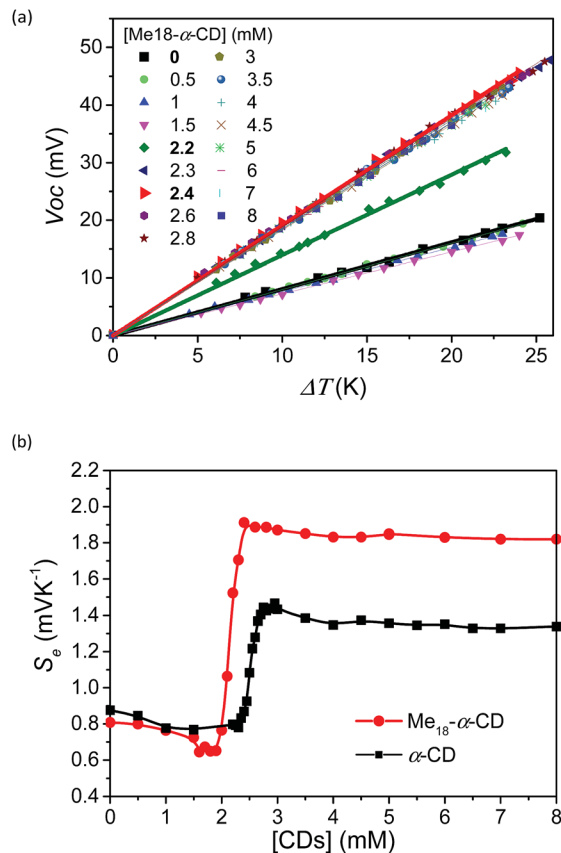 (a)
[Me18-α-CD] (mM)
0 3
0.5 3.5
1 4
1.5 4.5
2.2 5
2.3 6
2.4 7
2.6 8
2.8
50
40
30
20
10
0
Voc (mV)
0 5 10 15 20 25
ΔT (K)
(b)
2.2
2.0
1.8
1.6
1.4
1.2
1.0
0.8
0.6
0.4
Se (mVK⁻¹)
Me₁₈-α-CD
α-CD
0 1 2 3 4 5 6 7 8
[CDs] (mM)